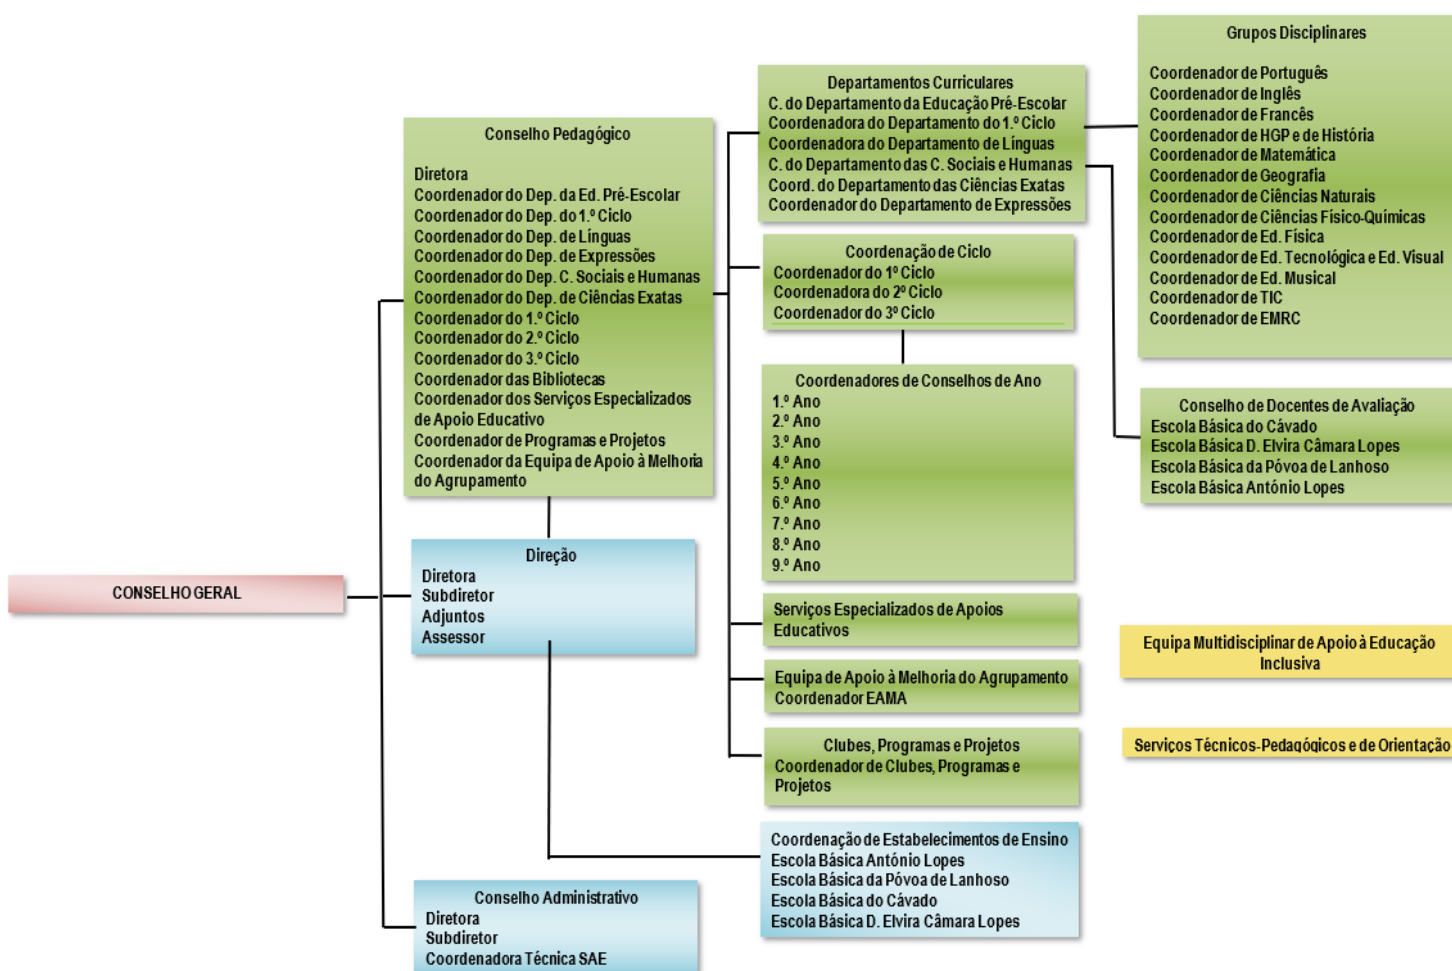 CONSELHO GERAL
Conselho Pedagógico
Diretora
Coordenador do Dep. da Ed. Pré-Escolar
Coordenador do Dep. do 1.º Ciclo
Coordenador do Dep. de Línguas
Coordenador do Dep. de Expressões
Coordenador do Dep. C. Sociais e Humanas
Coordenador do Dep. de Ciências Exatas
Coordenador do 1.º Ciclo
Coordenador do 2.º Ciclo
Coordenador do 3.º Ciclo
Coordenador das Bibliotecas
Coordenador dos Serviços Especializados
de Apoio Educativo
Coordenador de Programas e Projetos
Coordenador da Equipa de Apoio à Melhoria
do Agrupamento
Direção
Diretora
Subdiretor
Adjuntos
Assessor
Conselho Administrativo
Diretora
Subdiretor
Coordenadora Técnica SAE
Departamentos Curriculares
C. do Departamento da Educação Pré-Escolar
Coordenadora do Departamento do 1.º Ciclo
Coordenadora do Departamento de Línguas
C. do Departamento das C. Sociais e Humanas
Coord. do Departamento das Ciências Exatas
Coordenador do Departamento de Expressões
Coordenação de Ciclo
Coordenador do 1º Ciclo
Coordenadora do 2º Ciclo
Coordenador do 3º Ciclo
Coordenadores de Conselhos de Ano
1.º Ano
2.º Ano
3.º Ano
4.º Ano
5.º Ano
6.º Ano
7.º Ano
8.º Ano
9.º Ano
Serviços Especializados de Apoios
Educativos
Equipa de Apoio à Melhoria do Agrupamento
Coordenador EAMA
Clubes, Programas e Projetos
Coordenador de Clubes, Programas e
Projetos
Coordenação de Estabelecimentos de Ensino
Escola Básica António Lopes
Escola Básica da Póvoa de Lanhoso
Escola Básica do Cávado
Escola Básica D. Elvira Câmara Lopes
Grupos Disciplinares
Coordenador de Português
Coordenador de Inglês
Coordenador de Francês
Coordenador de HGP e de História
Coordenador de Matemática
Coordenador de Geografia
Coordenador de Ciências Naturais
Coordenador de Ciências Físico-Químicas
Coordenador de Ed. Física
Coordenador de Ed. Tecnológica e Ed. Visual
Coordenador de Ed. Musical
Coordenador de TIC
Coordenador de EMRC
Conselho de Docentes de Avaliação
Escola Básica do Cávado
Escola Básica D. Elvira Câmara Lopes
Escola Básica da Póvoa de Lanhoso
Escola Básica António Lopes
Equipa Multidisciplinar de Apoio à Educação
Inclusiva
Serviços Técnicos-Pedagógicos e de Orientação